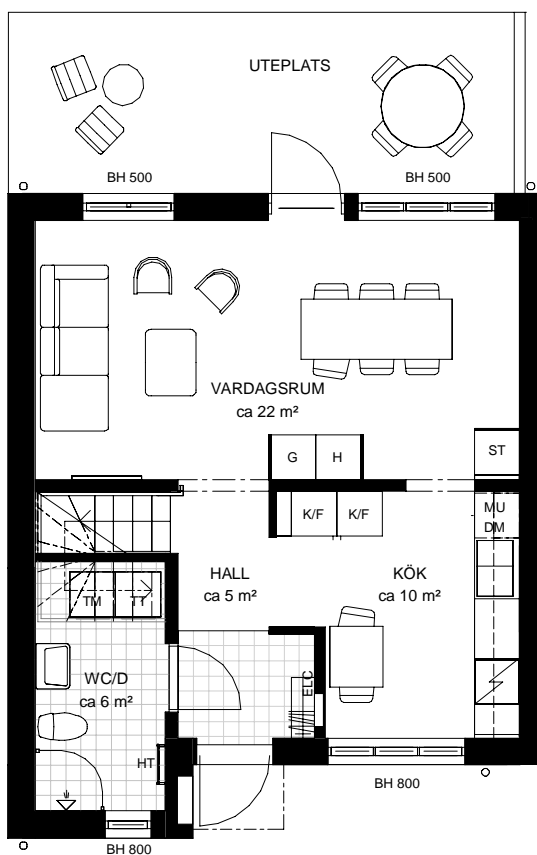 UTEPLATS
BH 500
BH 500
VARDAGSRUM
ca 22 m²
G
H
ST
K/F
K/F
MU
DM
HALL
ca 5 m²
KÖK
ca 10 m²
TM
TT
WC/D
ca 6 m²
ELC
HT
BH 800
BH 800